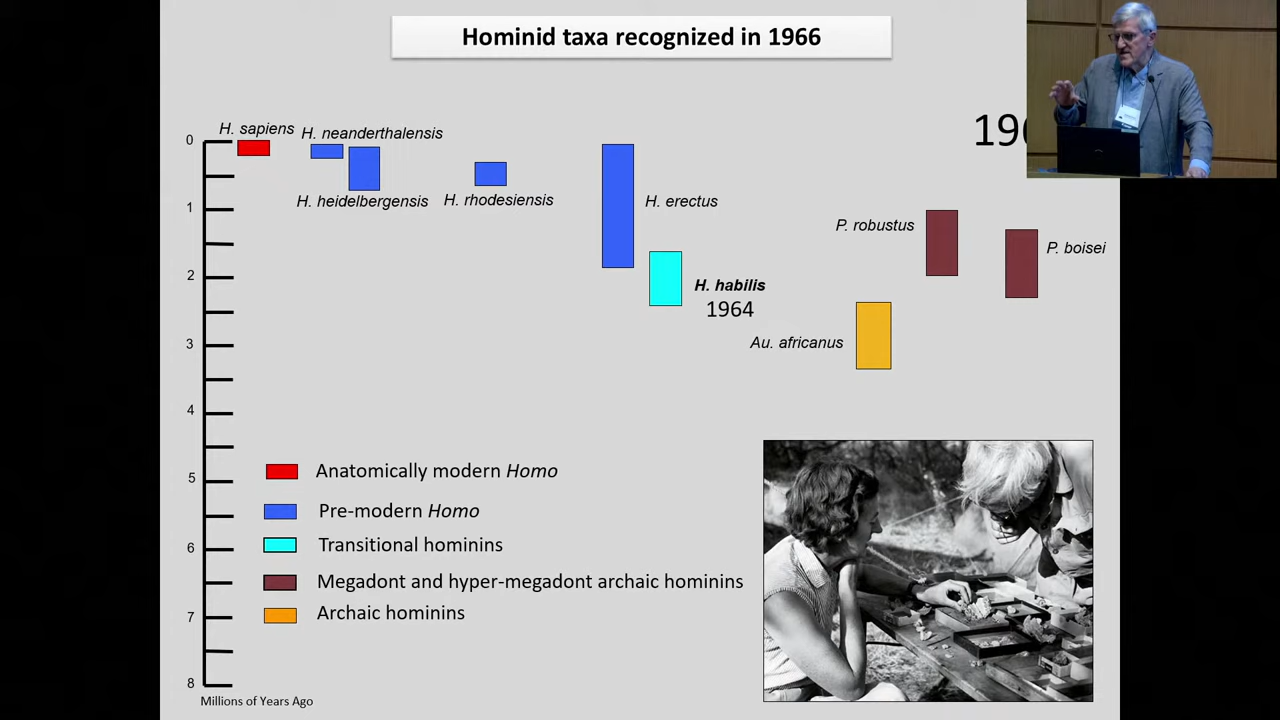 Hominid taxa recognized in 1966
H. sapiens
H. neanderthalensis
0
H. heidelbergensis
H. rhodesiensis
H. erectus
1
P. robustus
P. boisei
2
H. habilis
1964
3
Au. africanus
4
5
6
7
8
Anatomically modern Homo
Pre-modern Homo
Transitional hominins
Megadont and hyper-megadont archaic hominins
Archaic hominins
Millions of Years Ago